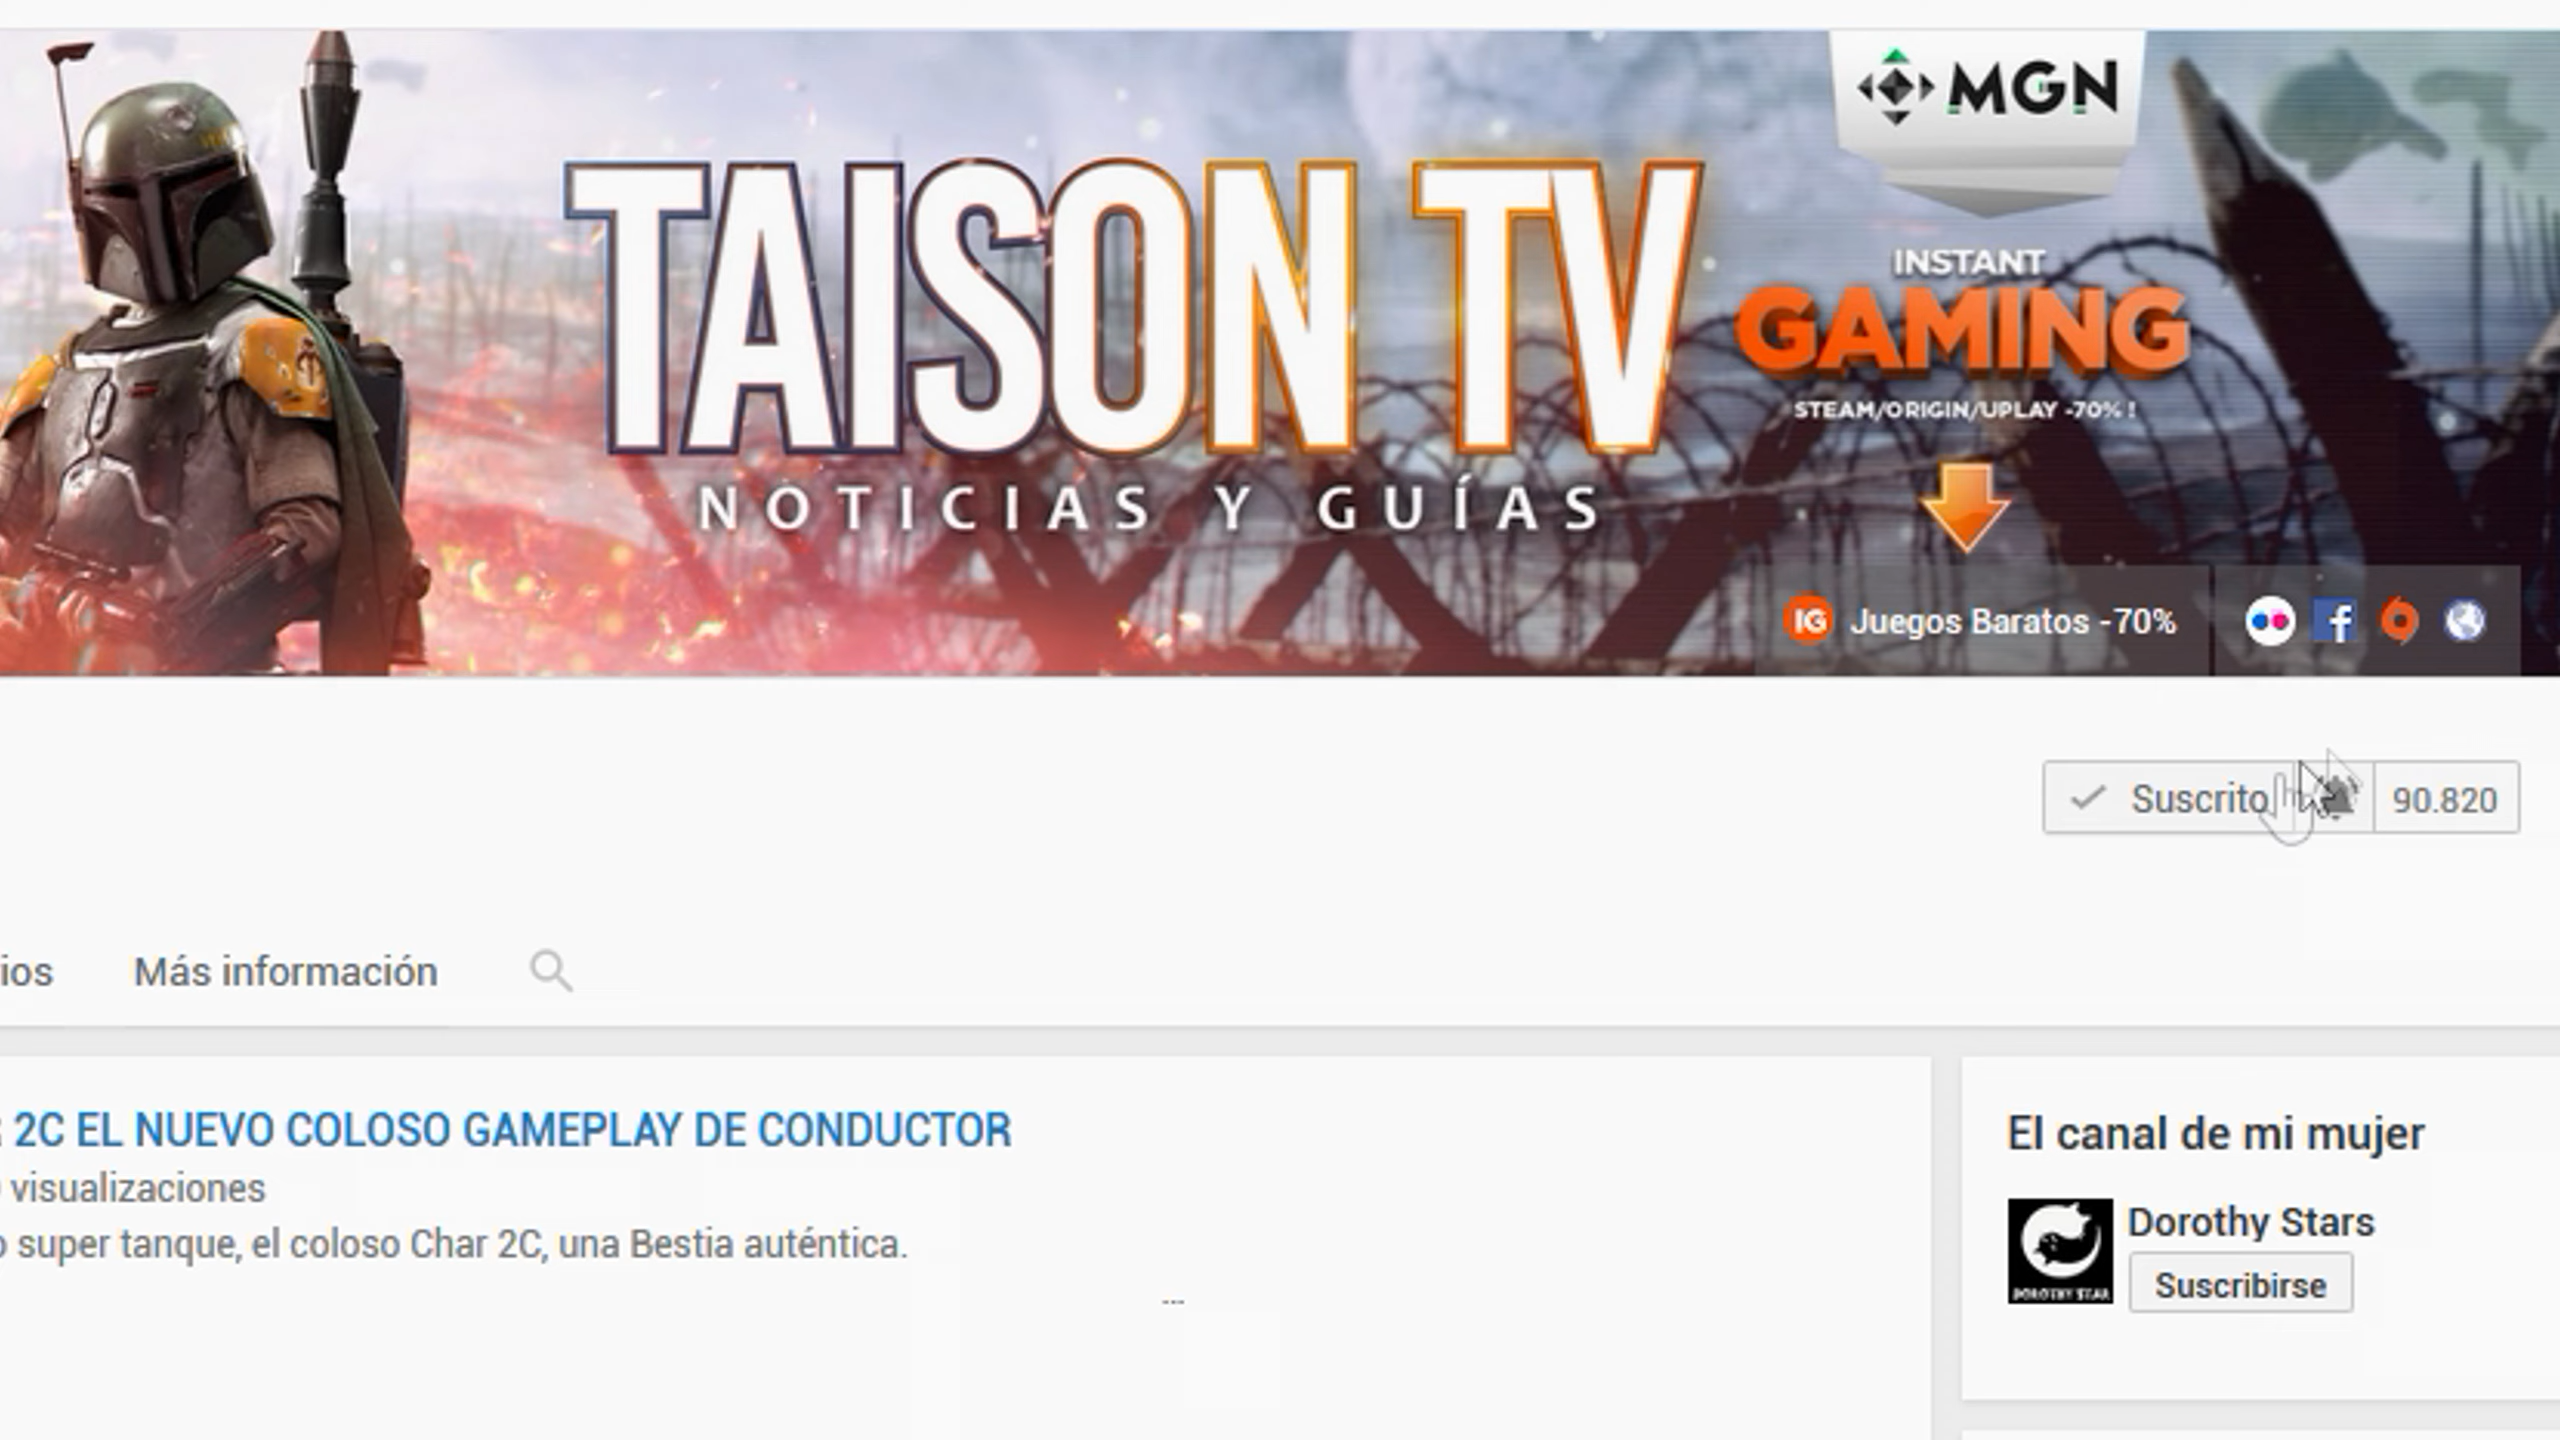 MGN
TAISON TV
NOTICIAS Y GUÍAS
INSTANT
GAMING
STEAM/ORIGIN/UPLAY -70% !
IG Juegos Baratos -70%
Suscrito
90.820
ios
Más información
2C EL NUEVO COLOSO GAMEPLAY DE CONDUCTOR
visualizaciones
o super tanque, el coloso Char 2C, una Bestia auténtica.
...
El canal de mi mujer
Dorothy Stars
DOROTHY STAR
Suscribirse